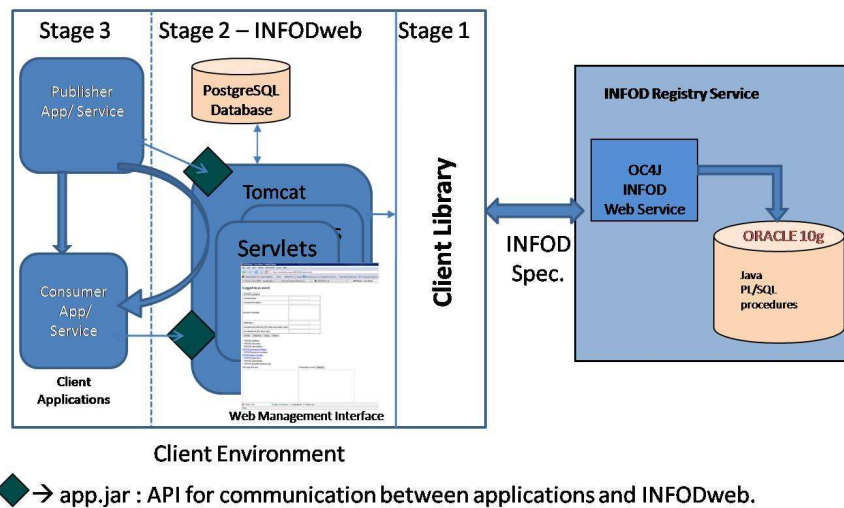 Stage 3
Stage 2 – INFODweb
Stage 1
Publisher
App/ Service
PostgreSQL
Database
Tomcat
s
Servlets
Consumer
App/
Service
Client
Applications
Web Management Interface
Client Library
INFOD
Spec.
INFOD Registry Service
OC4J
INFOD
Web Service
ORACLE 10g
Java
PL/SQL
procedures
Client Environment
→ app.jar : API for communication between applications and INFODweb.